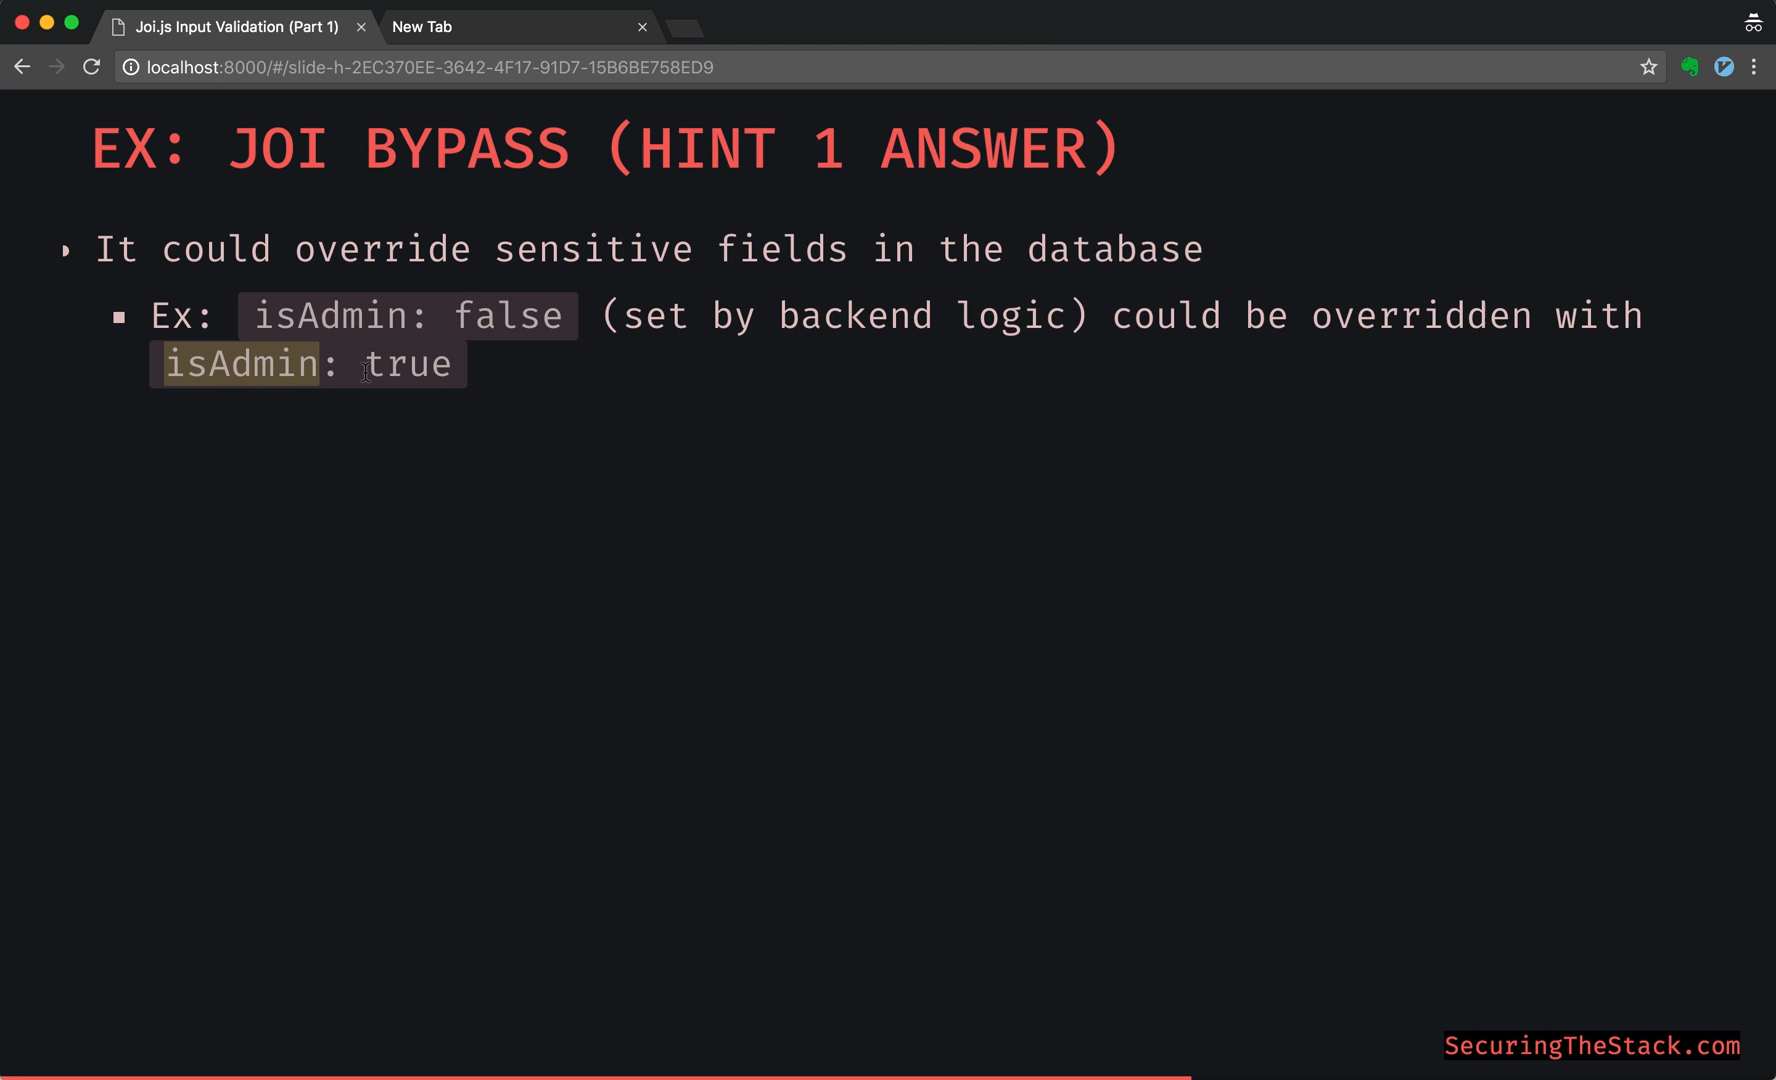 Joi.js Input Validation (Part 1)
New Tab
localhost:8000/#/slide-h-2EC370EE-3642-4F17-91D7-15B6BE758ED9
EX: JOI BYPASS (HINT 1 ANSWER)
It could override sensitive fields in the database
Ex: isAdmin: false (set by backend logic) could be overridden with
isAdmin: true
SecuringTheStack.com